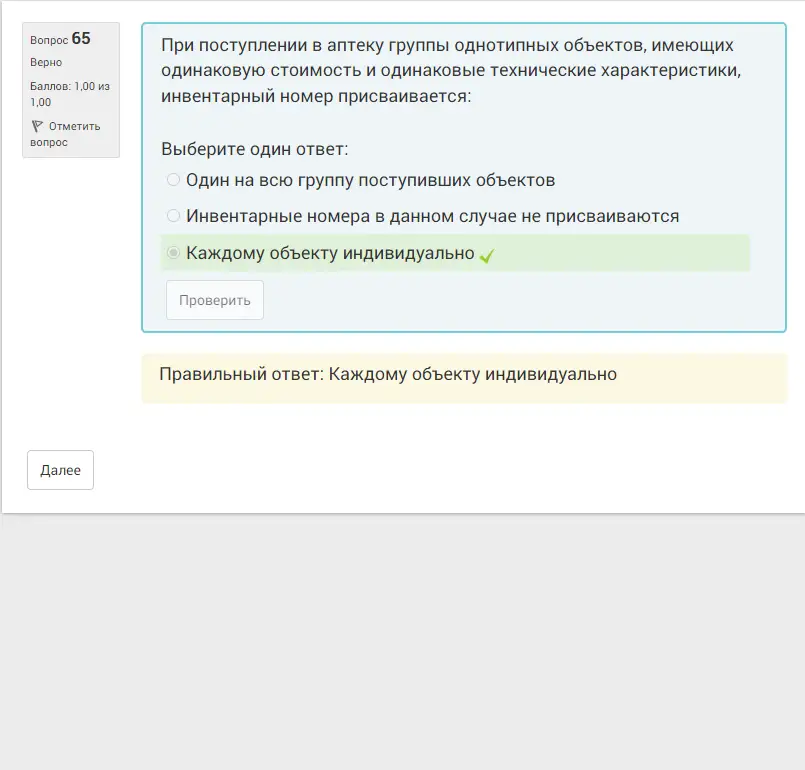 Вопрос 65
Верно
Баллов: 1,00 из
1,00
Отметить
вопрос
При поступлении в аптеку группы однотипных объектов, имеющих
одинаковую стоимость и одинаковые технические характеристики,
инвентарный номер присваивается:
Выберите один ответ:
Один на всю группу поступивших объектов
Инвентарные номера в данном случае не присваиваются
Каждому объекту индивидуально
Проверить
Правильный ответ: Каждому объекту индивидуально
Далее